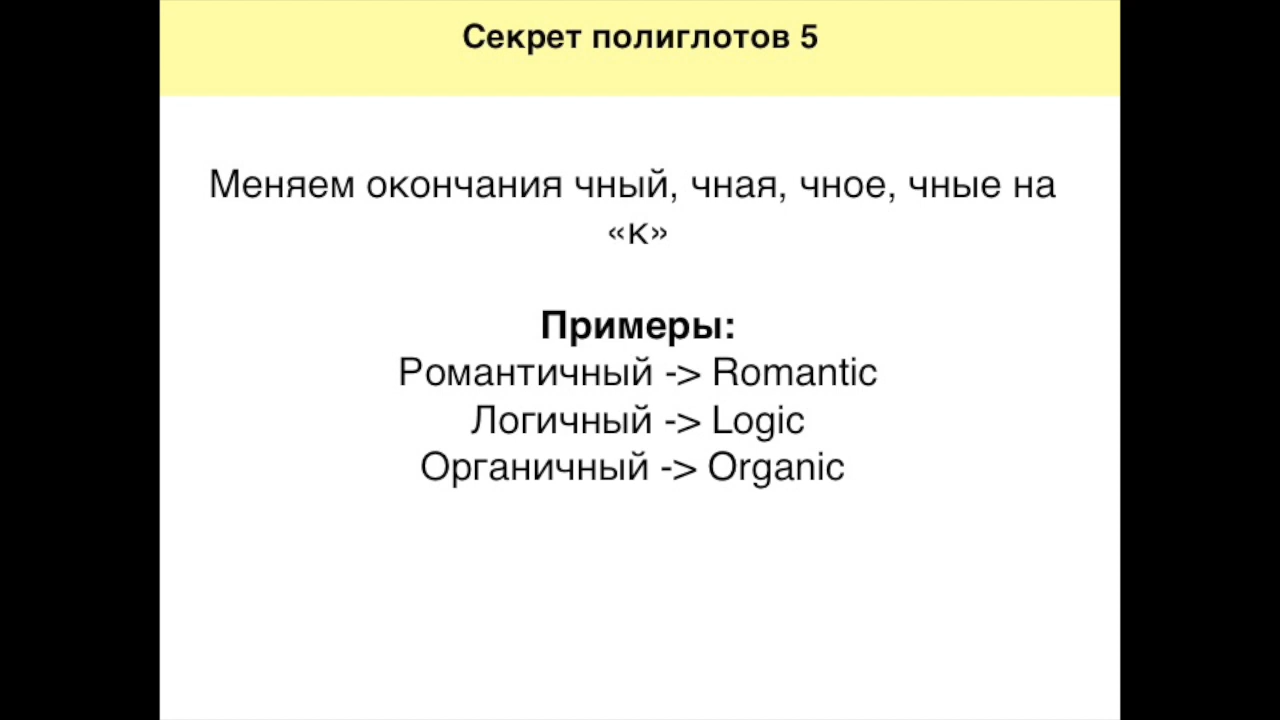 Секрет полиглотов 5
Меняем окончания чный, чная, чное, чные на
«к»
Примеры:
Романтичный -> Romantic
Логичный -> Logic
Органичный -> Organic